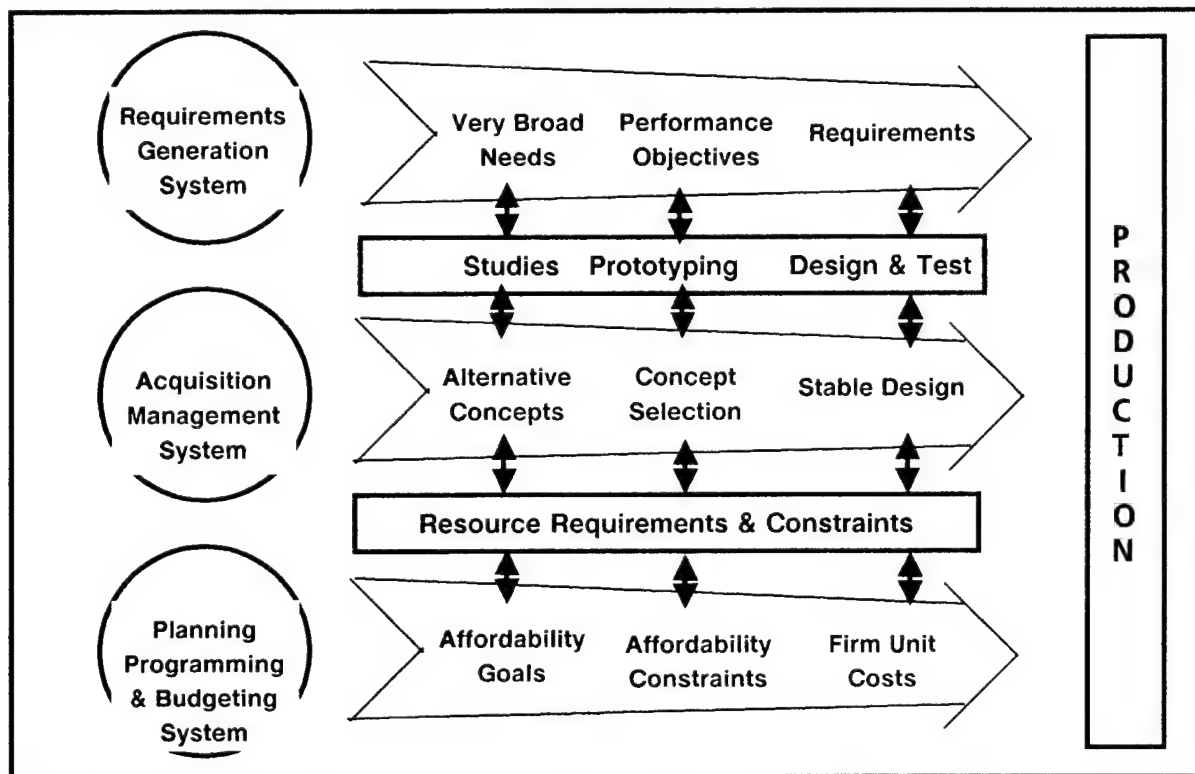 Requirements
Generation
System
Very Broad
Needs
Performance
Objectives
Requirements
Studies Prototyping Design & Test
Acquisition
Management
System
Alternative
Concepts
Concept
Selection
Stable Design
Resource Requirements & Constraints
Planning
Programming
& Budgeting
System
Affordability
Goals
Affordability
Constraints
Firm Unit
Costs
PRODUCTION